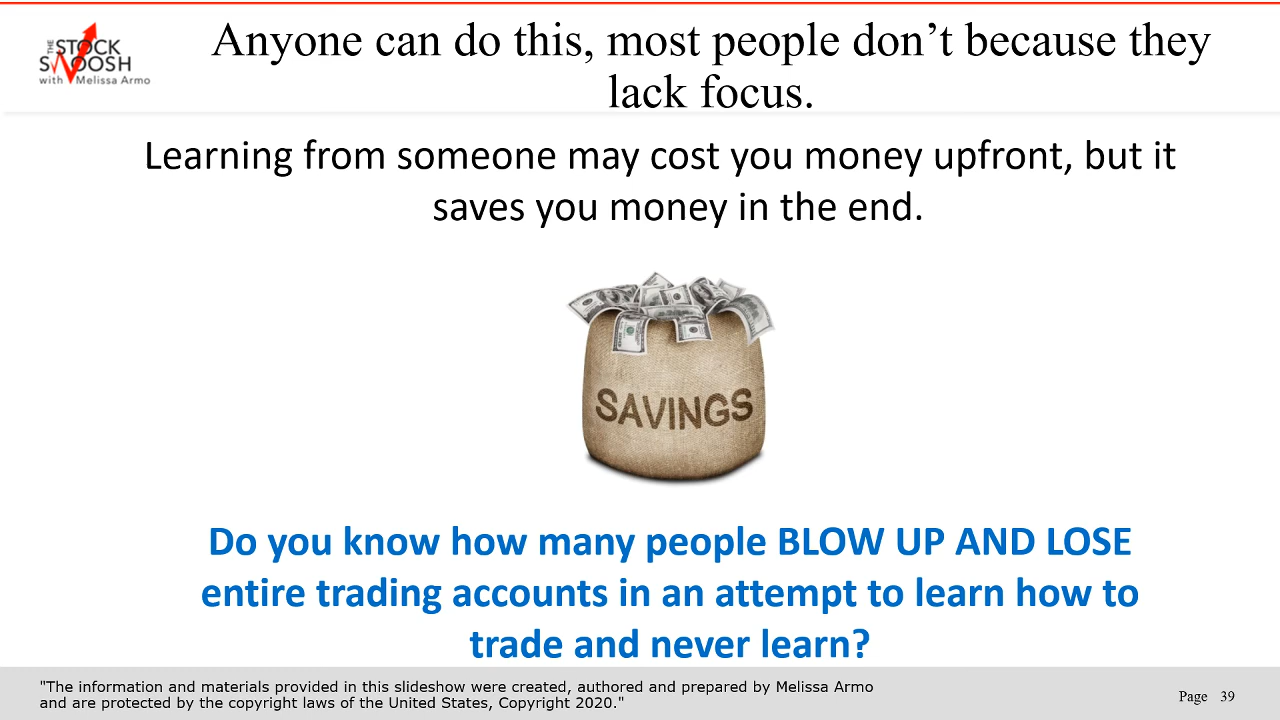 THE
STOCK
SWOOSH
with Melissa Armo
Anyone can do this, most people don’t because they
lack focus.
Learning from someone may cost you money upfront, but it
saves you money in the end.
SAVINGS
Do you know how many people BLOW UP AND LOSE
entire trading accounts in an attempt to learn how to
trade and never learn?
"The information and materials provided in this slideshow were created, authored and prepared by Melissa Armo
and are protected by the copyright laws of the United States, Copyright 2020."
Page 39